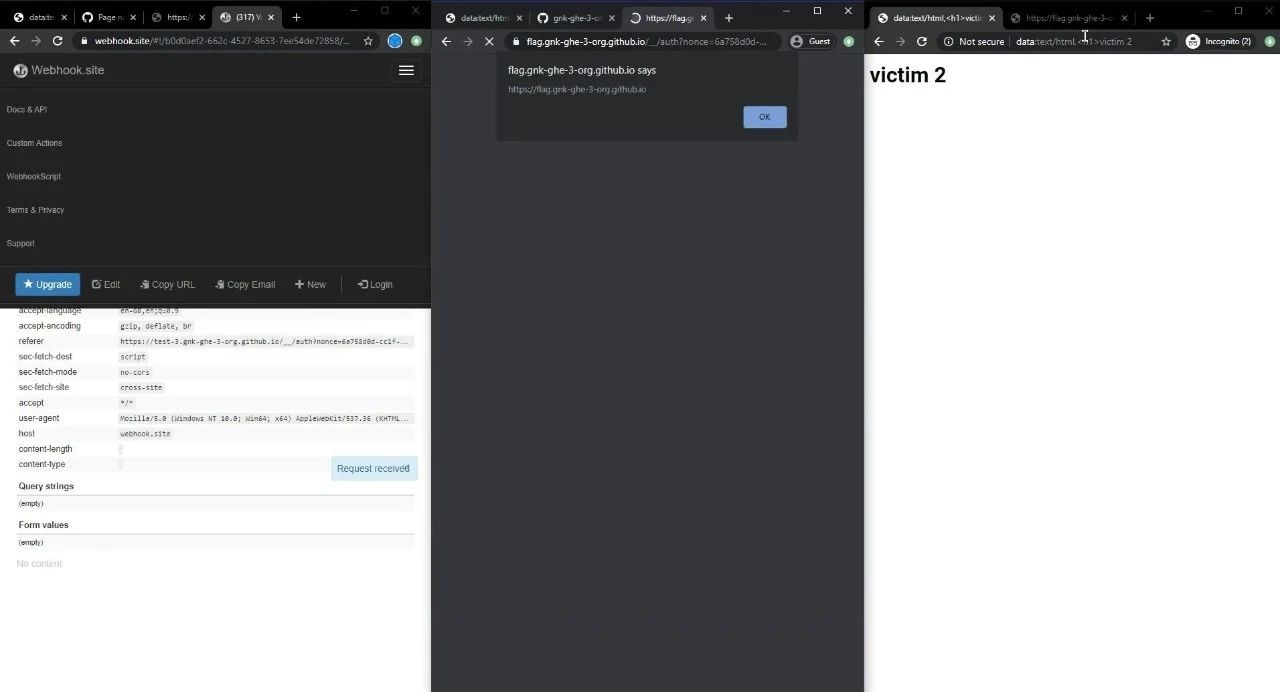 data:te
Page n
https:/
(317) W
webhook.site/#!/b0d0aef2-662c-4527-8653-7ee54de72858/...
Webhook.site
Docs & API
Custom Actions
WebhookScript
Terms & Privacy
Support
Upgrade Edit Copy URL Copy Email New Login
accept-language en-GB,en;q=0.9
accept-encoding gzip, deflate, br
referer https://test-3.gnk-ghe-3-org.github.io/__/auth?nonce=6a758d0d-cc1f-...
sec-fetch-dest script
sec-fetch-mode no-cors
sec-fetch-site cross-site
accept */*
user-agent Mozilla/5.0 (Windows NT 10.0; Win64; x64) AppleWebKit/537.36 (KHTML...
host webhook.site
content-length
content-type
Request received
Query strings
(empty)
Form values
(empty)
No content
data:text/htm
gnk-ghe-3-or
https://flag.g
flag.gnk-ghe-3-org.github.io/__/auth?nonce=6a758d0d-...
Guest
flag.gnk-ghe-3-org.github.io says
https://flag.gnk-ghe-3-org.github.io
OK
data:text/html,<h1>victim
https://flag.gnk-ghe-3-o
Not secure data:text/html,<h1>victim 2
Incognito (2)
victim 2